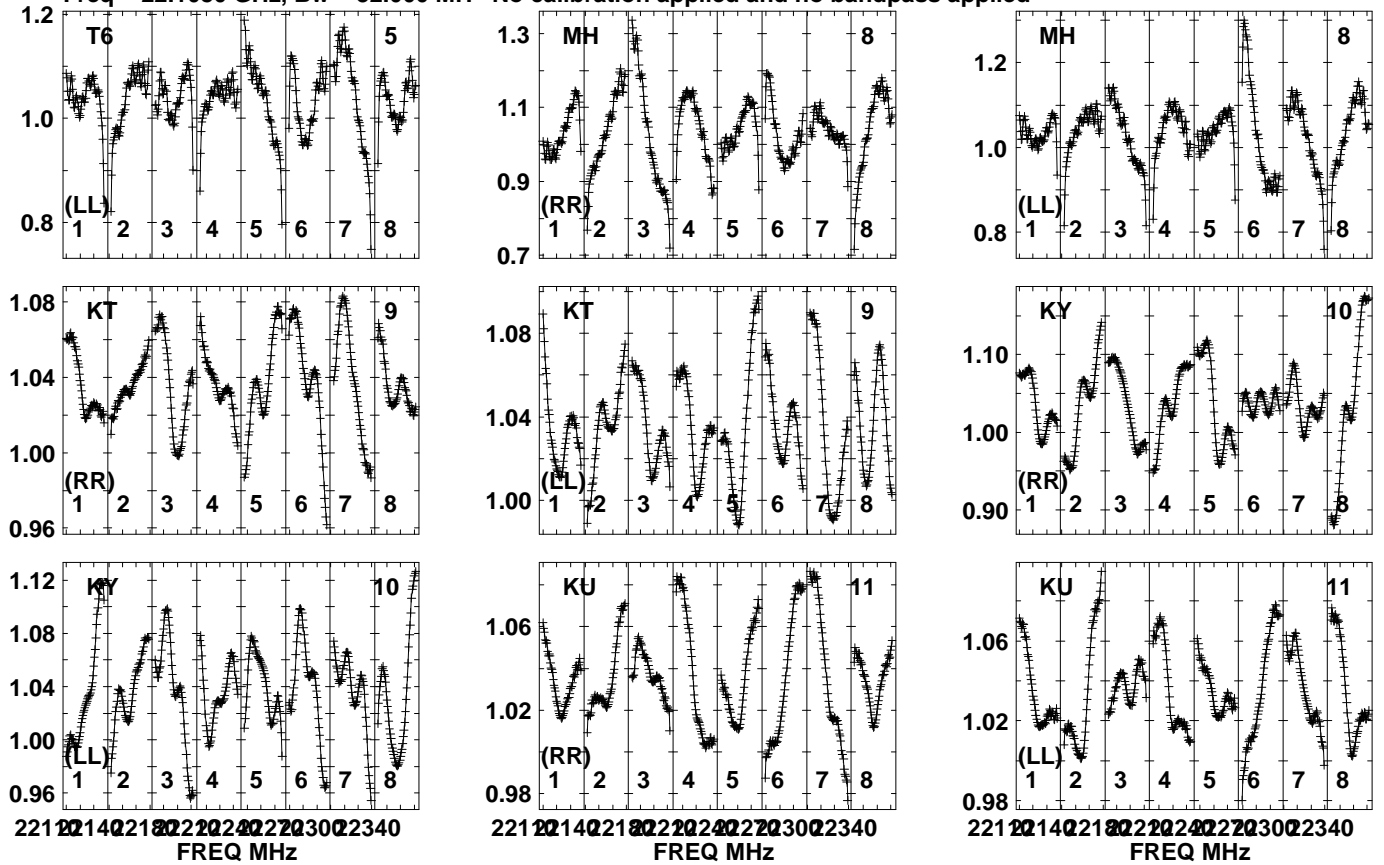 1.2 T6 5
1.0
0.8 (LL)
1 2 3 4 5 6 7 8
1.3 MH 8
1.1
0.9 (RR)
1 2 3 4 5 6 7 8
0.7
MH 8
1.2
1.0
(LL)
0.8 1 2 3 4 5 6 7 8
1.08 KT 9
1.04
1.00
(RR)
1 2 3 4 5 6 7 8
0.96
KT 9
1.08
1.04
(LL)
1.00 1 2 3 4 5 6 7 8
KY 10
1.10
1.00
(RR)
0.90 1 2 3 4 5 6 7 8
1.12 KY 10
1.08
1.04
1.00 (LL)
1 2 3 4 5 6 7 8
0.96
FREQ MHz
KU 11
1.06
1.02
(RR)
1 2 3 4 5 6 7 8
0.98
FREQ MHz
KU 11
1.06
1.02
(LL)
1 2 3 4 5 6 7 8
0.98
FREQ MHz